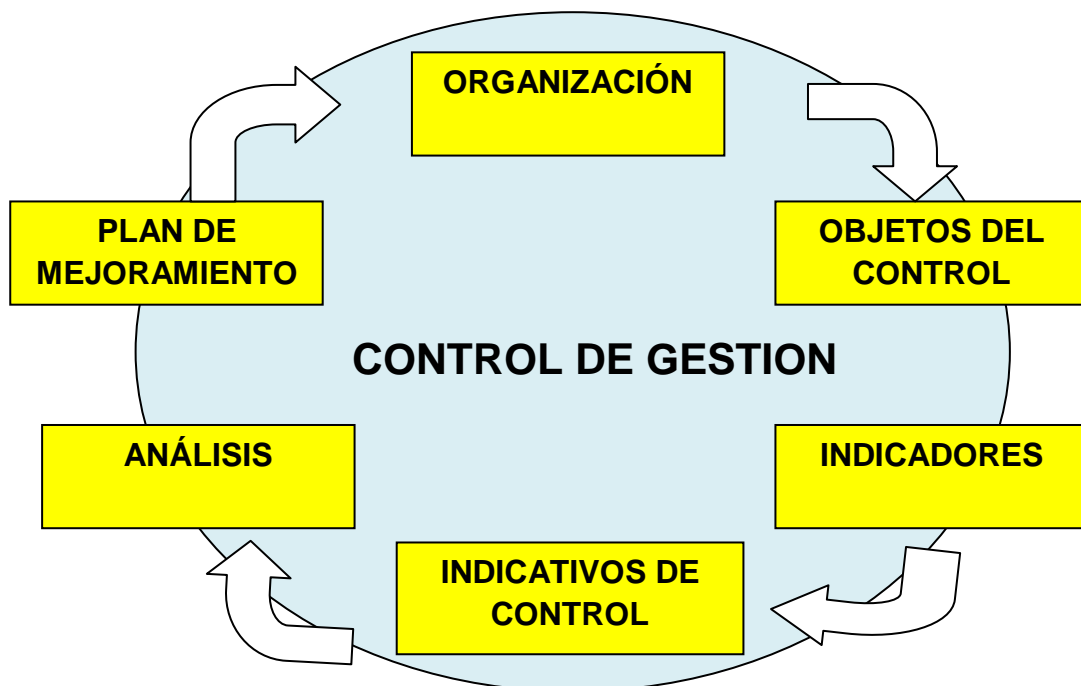 ORGANIZACIÓN
OBJETOS DEL
CONTROL
INDICADORES
INDICATIVOS DE
CONTROL
ANÁLISIS
PLAN DE
MEJORAMIENTO
CONTROL DE GESTION